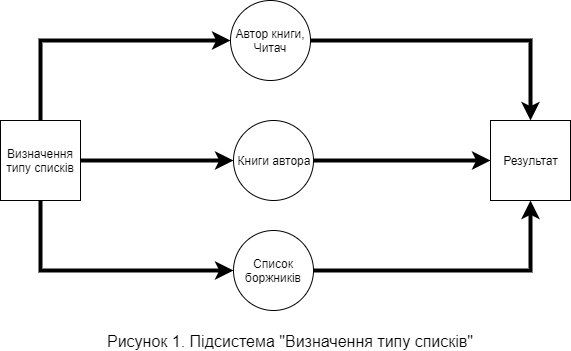 Автор книги,
Читач
Визначення
типу списків
Книги автора
Результат
Список
боржників
Рисунок 1. Підсистема "Визначення типу списків"